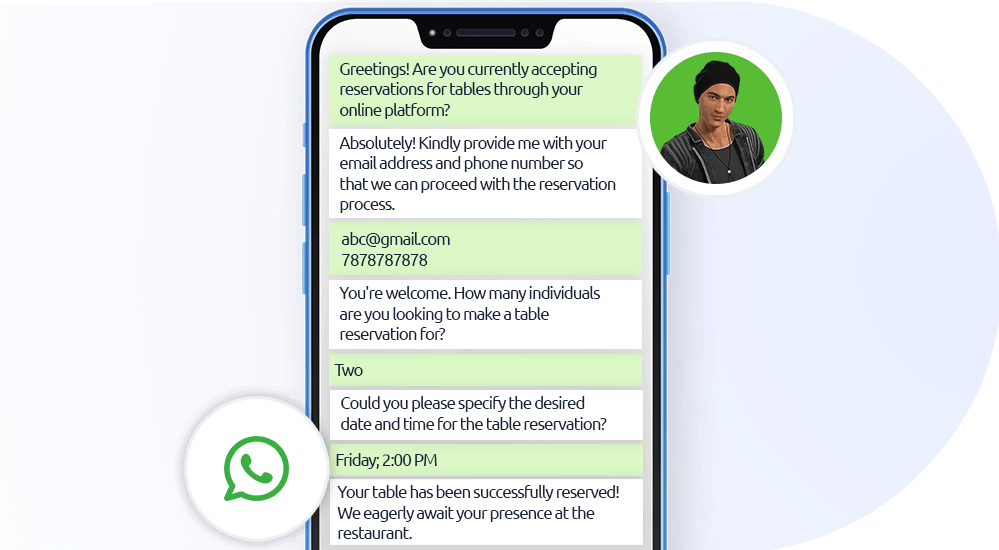 Greetings! Are you currently accepting
reservations for tables through your
online platform?
Absolutely! Kindly provide me with your
email address and phone number so
that we can proceed with the reservation
process.
abc@gmail.com
7878787878
You're welcome. How many individuals
are you looking to make a table
reservation for?
Two
Could you please specify the desired
date and time for the table reservation?
Friday; 2:00 PM
Your table has been successfully reserved!
We eagerly await your presence at the
restaurant.